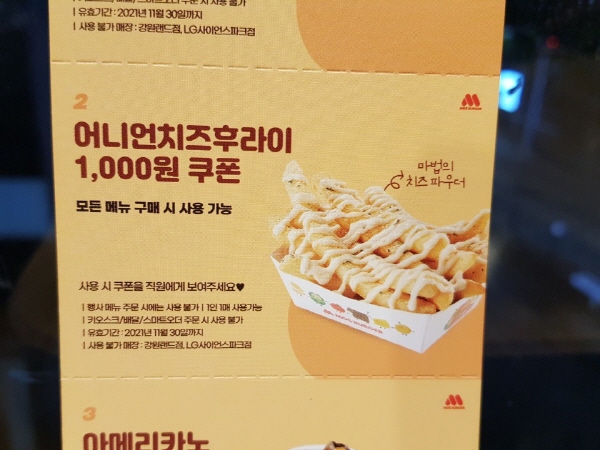 | 유효기간 : 2021년 11월 30일까지
| 사용 불가 매장 : 강원랜드점, LG사이언스파크점
2
어니언치즈후라이
1,000원 쿠폰
마법의
치즈 파우더
모든 메뉴 구매 시 사용 가능
사용 시 쿠폰을 직원에게 보여주세요♥
| 행사 메뉴 주문 시에는 사용 불가 | 1인 1매 사용가능
| 키오스크/배달/스마트오더 주문 시 사용 불가
| 유효기간 : 2021년 11월 30일까지
| 사용 불가 매장 : 강원랜드점, LG사이언스파크점
MOS BURGER
3
아메리카노